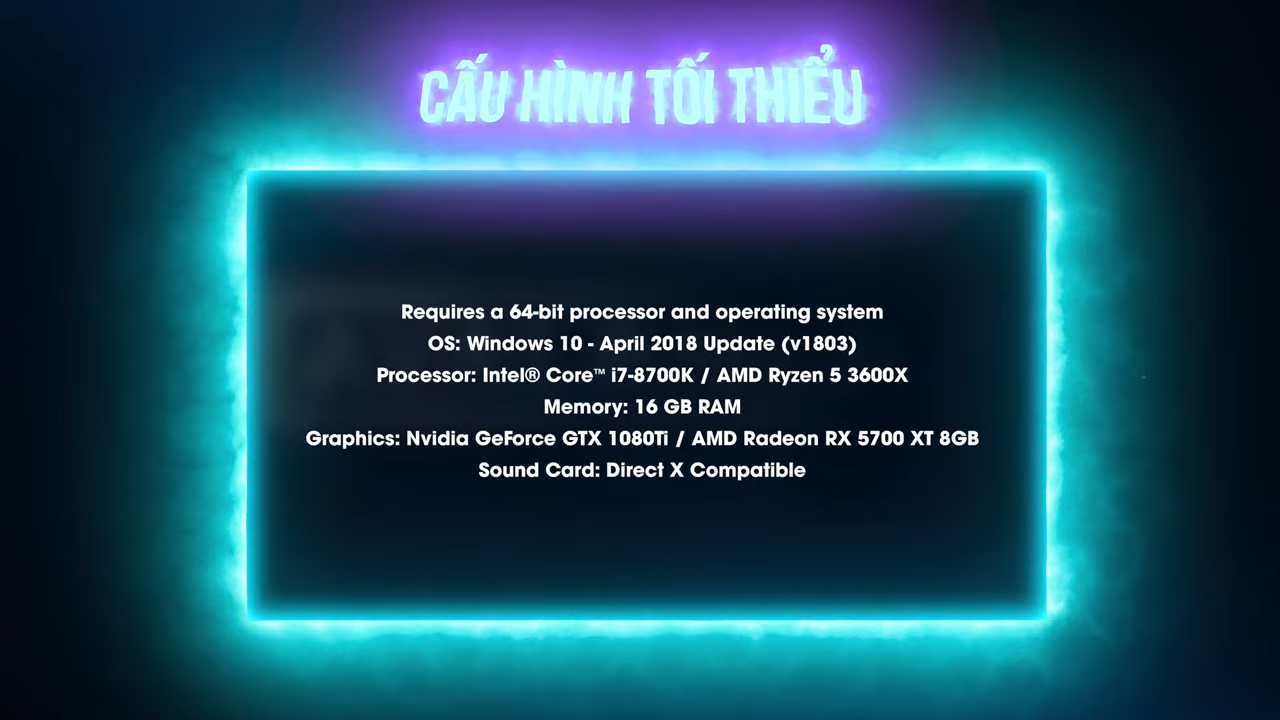 CẤU HÌNH TỐI THIỂU
Requires a 64-bit processor and operating system
OS: Windows 10 - April 2018 Update (v1803)
Processor: Intel® Core™ i7-8700K / AMD Ryzen 5 3600X
Memory: 16 GB RAM
Graphics: Nvidia GeForce GTX 1080Ti / AMD Radeon RX 5700 XT 8GB
Sound Card: Direct X Compatible